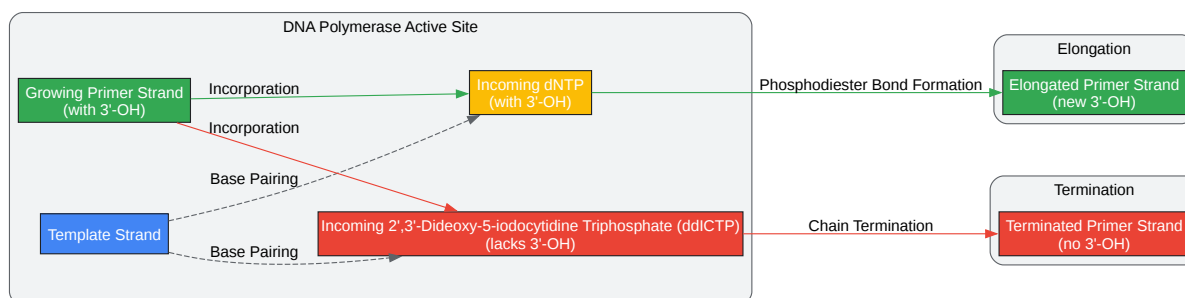 DNA Polymerase Active Site
Growing Primer Strand
(with 3'-OH)
Incorporation
Incorporation
Incoming dNTP
(with 3'-OH)
Phosphodiester Bond Formation
Elongation
Elongated Primer Strand
(new 3'-OH)
Base Pairing
Template Strand
Base Pairing
Incoming 2',3'-Dideoxy-5-iodocytidine Triphosphate (ddICTP)
(lacks 3'-OH)
Chain Termination
Termination
Terminated Primer Strand
(no 3'-OH)